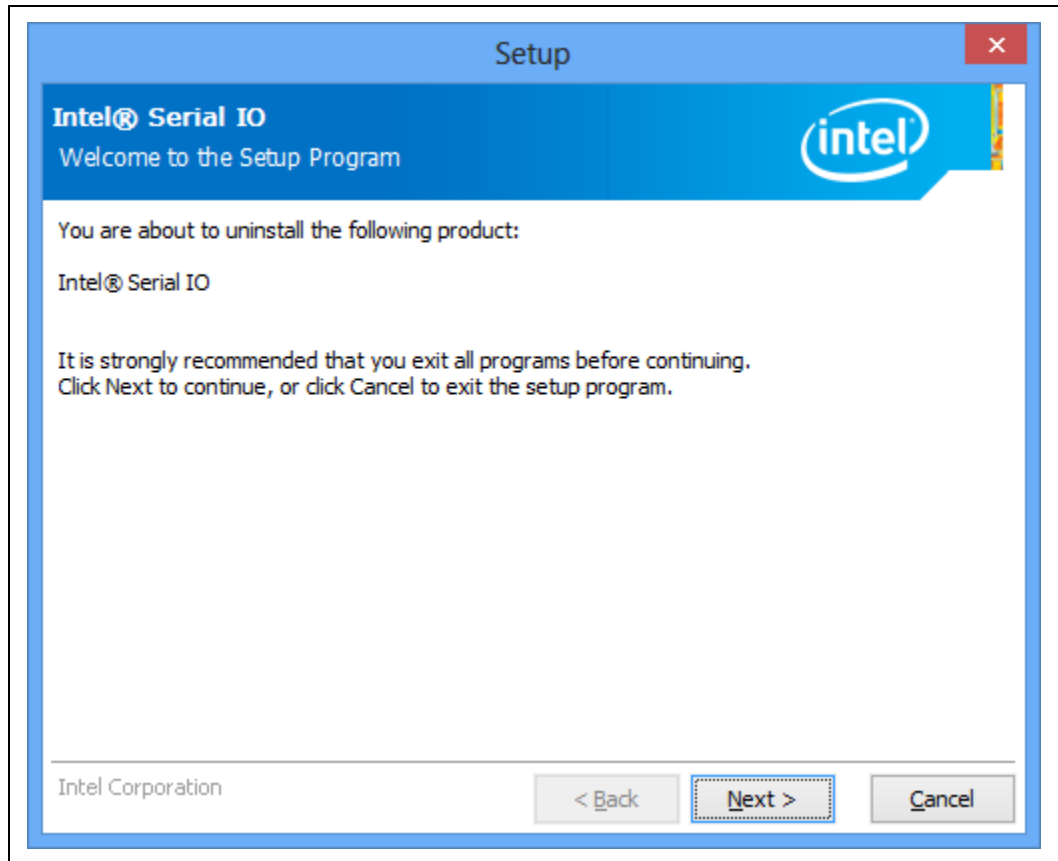 Setup
Intel® Serial IO
Welcome to the Setup Program
intel
You are about to uninstall the following product:
Intel® Serial IO
It is strongly recommended that you exit all programs before continuing.
Click Next to continue, or click Cancel to exit the setup program.
Intel Corporation
< Back
Next >
Cancel